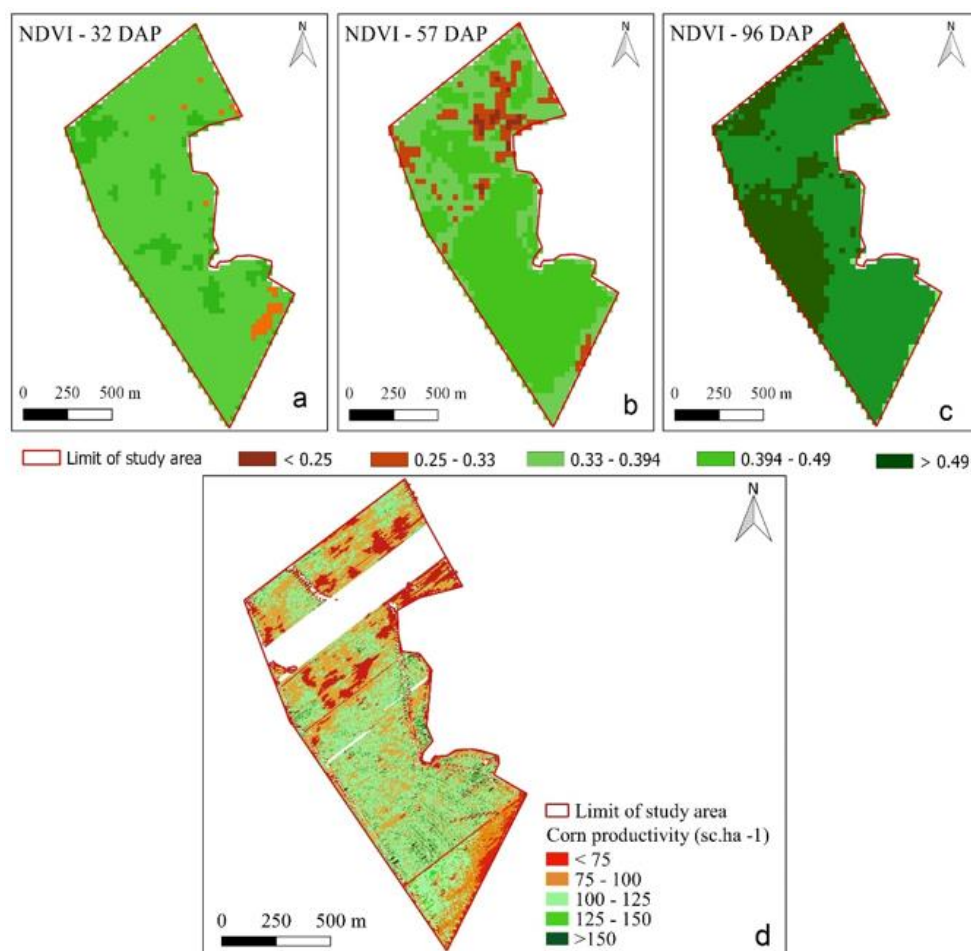 NDVI - 32 DAP
N
0 250 500 m
a
NDVI - 57 DAP
N
0 250 500 m
b
NDVI - 96 DAP
N
0 250 500 m
c
Limit of study area < 0.25 0.25 - 0.33 0.33 - 0.394 0.394 - 0.49 > 0.49
N
Limit of study area
Corn productivity (sc.ha -1)
< 75
75 - 100
100 - 125
125 - 150
>150
0 250 500 m
d